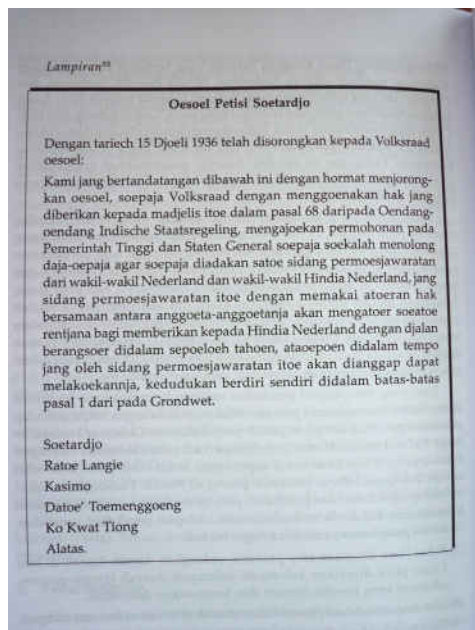 Lampiran
Oesoel Petisi Soetardjo
Dengan tariech 15 Djoeli 1936 telah disorongkan kepada Volksraad
oesoel:
Kami jang bertandatangan dibawah ini dengan hormat menjorong-
kan oesoel, soepaja Volksraad dengan menggoenakan hak jang
diberikan kepada madjelis itoe dalam pasal 68 daripada Oendang-
oendang Indische Staatsregeling, mengajoekan permohonan pada
Pemerintah Tinggi dan Staten General soepaja soekalah menolong
daja-oepaja agar soepaja diadakan satoe sidang permoesjawaratan
dari wakil-wakil Nederland dan wakil-wakil Hindia Nederland, jang
sidang permoesjawaratan itoe dengan memakai atoeran hak
bersamaan antara anggoeta-anggoetanja akan mengatoer soeatoe
rentjana bagi memberikan kepada Hindia Nederland dengan djalan
berangsoer didalam sepoeloeh tahoen, ataoepoen didalam tempo
jang oleh sidang permoesjawaratan itoe akan dianggap dapat
melakoekannja, kedudukan berdiri sendiri didalam batas-batas
pasal 1 dari pada Grondwet.
Soetardjo
Ratoe Langie
Kasimo
Datoe' Toemenggoeng
Ko Kwat Tiong
Alatas.